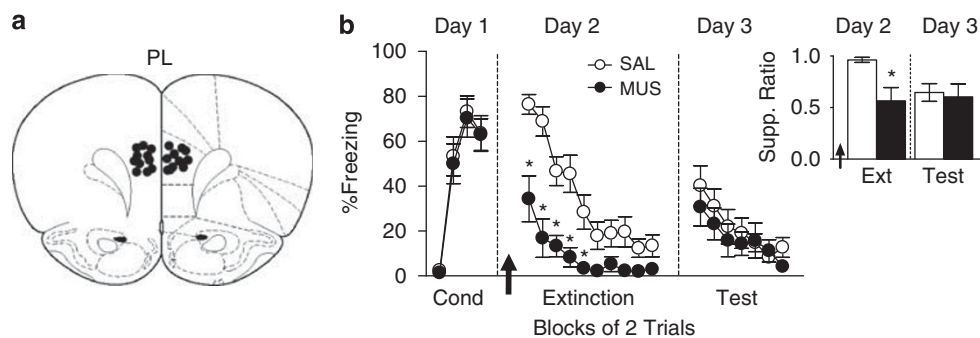 a
PL
b
Day 1 Day 2 Day 3
SAL
MUS
%Freezing
100
80
60
40
20
0
*
*
*
*
*
Cond Extinction Test
Blocks of 2 Trials
Day 2 Day 3
Supp. Ratio
1.0
0.5
0.0
*
Ext Test